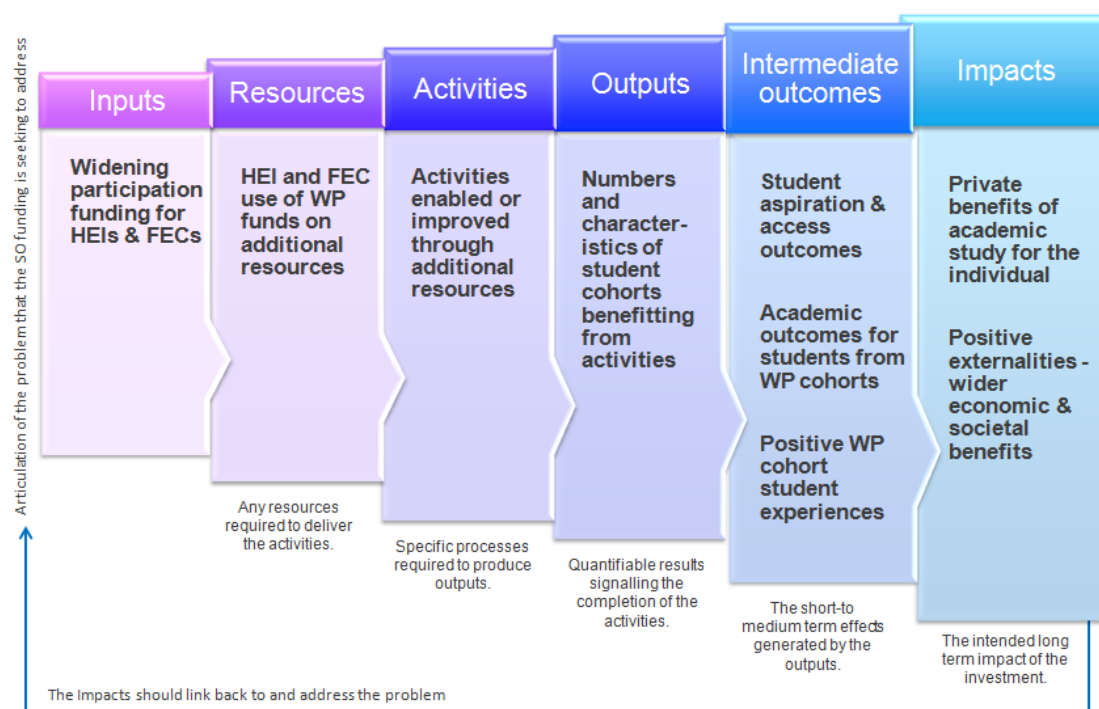 Articulation of the problem that the SO funding is seeking to address
Inputs
Widening
participation
funding for
HEIs & FECs
Resources
HEI and FEC
use of WP
funds on
additional
resources
Any resources
required to deliver
the activities.
Activities
Activities
enabled or
improved
through
additional
resources
Specific processes
required to produce
outputs.
Outputs
Numbers
and
character-
istics of
student
cohorts
benefitting
from
activities
Quantifiable results
signalling the
completion of the
activities.
Intermediate
outcomes
Student
aspiration &
access
outcomes
Academic
outcomes for
students from
WP cohorts
Positive WP
cohort
student
experiences
The short-to
medium term effects
generated by the
outputs.
Impacts
Private
benefits of
academic
study for the
individual
Positive
externalities -
wider
economic &
societal
benefits
The intended long
term impact of the
investment.
The Impacts should link back to and address the problem